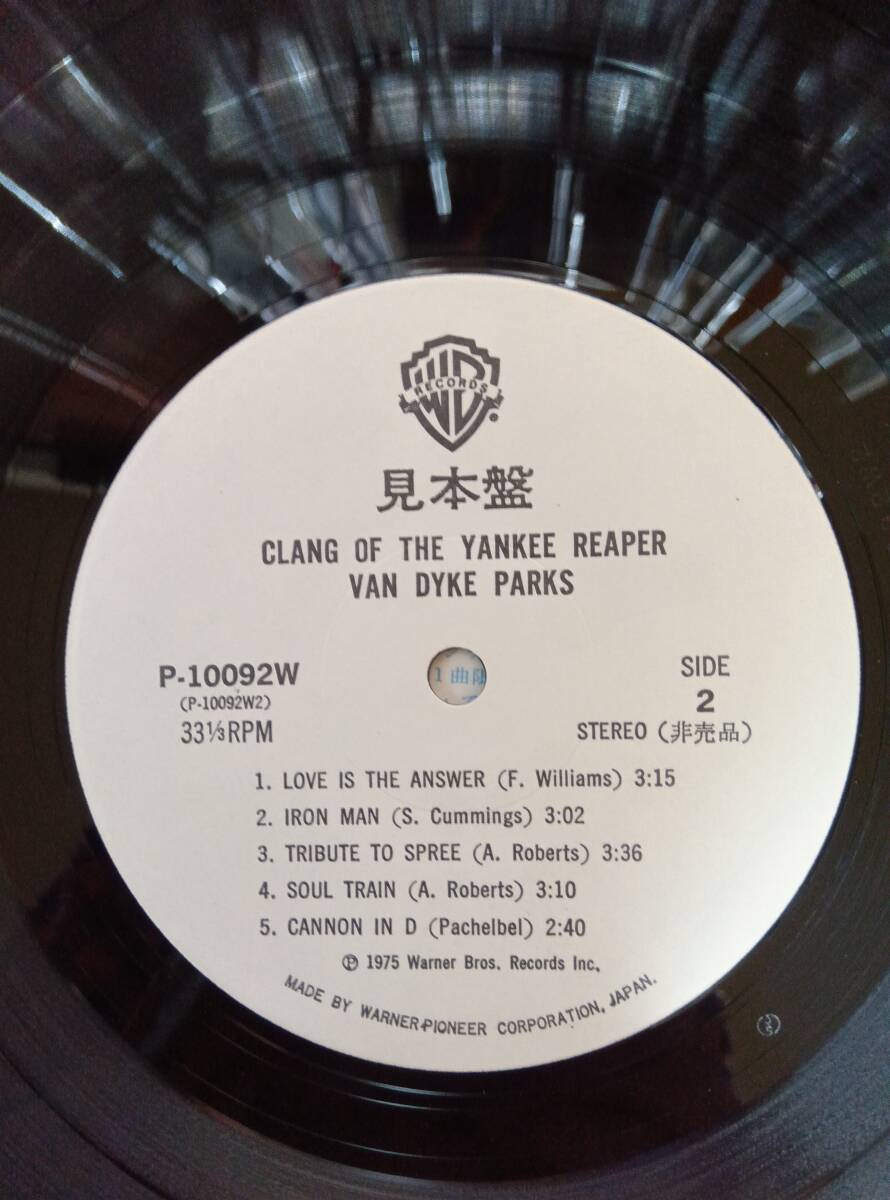 WB
RECORDS
見本盤
CLANG OF THE YANKEE REAPER
VAN DYKE PARKS
P-10092W
(P-10092W2)
33⅓RPM
1曲
SIDE
2
STEREO (非売品)
1. LOVE IS THE ANSWER (F. Williams) 3:15
2. IRON MAN (S. Cummings) 3:02
3. TRIBUTE TO SPREE (A. Roberts) 3:36
4. SOUL TRAIN (A. Roberts) 3:10
5. CANNON IN D (Pachelbel) 2:40
Ⓟ 1975 Warner Bros. Records Inc.
MADE BY WARNER-PIONEER CORPORATION, JAPAN.